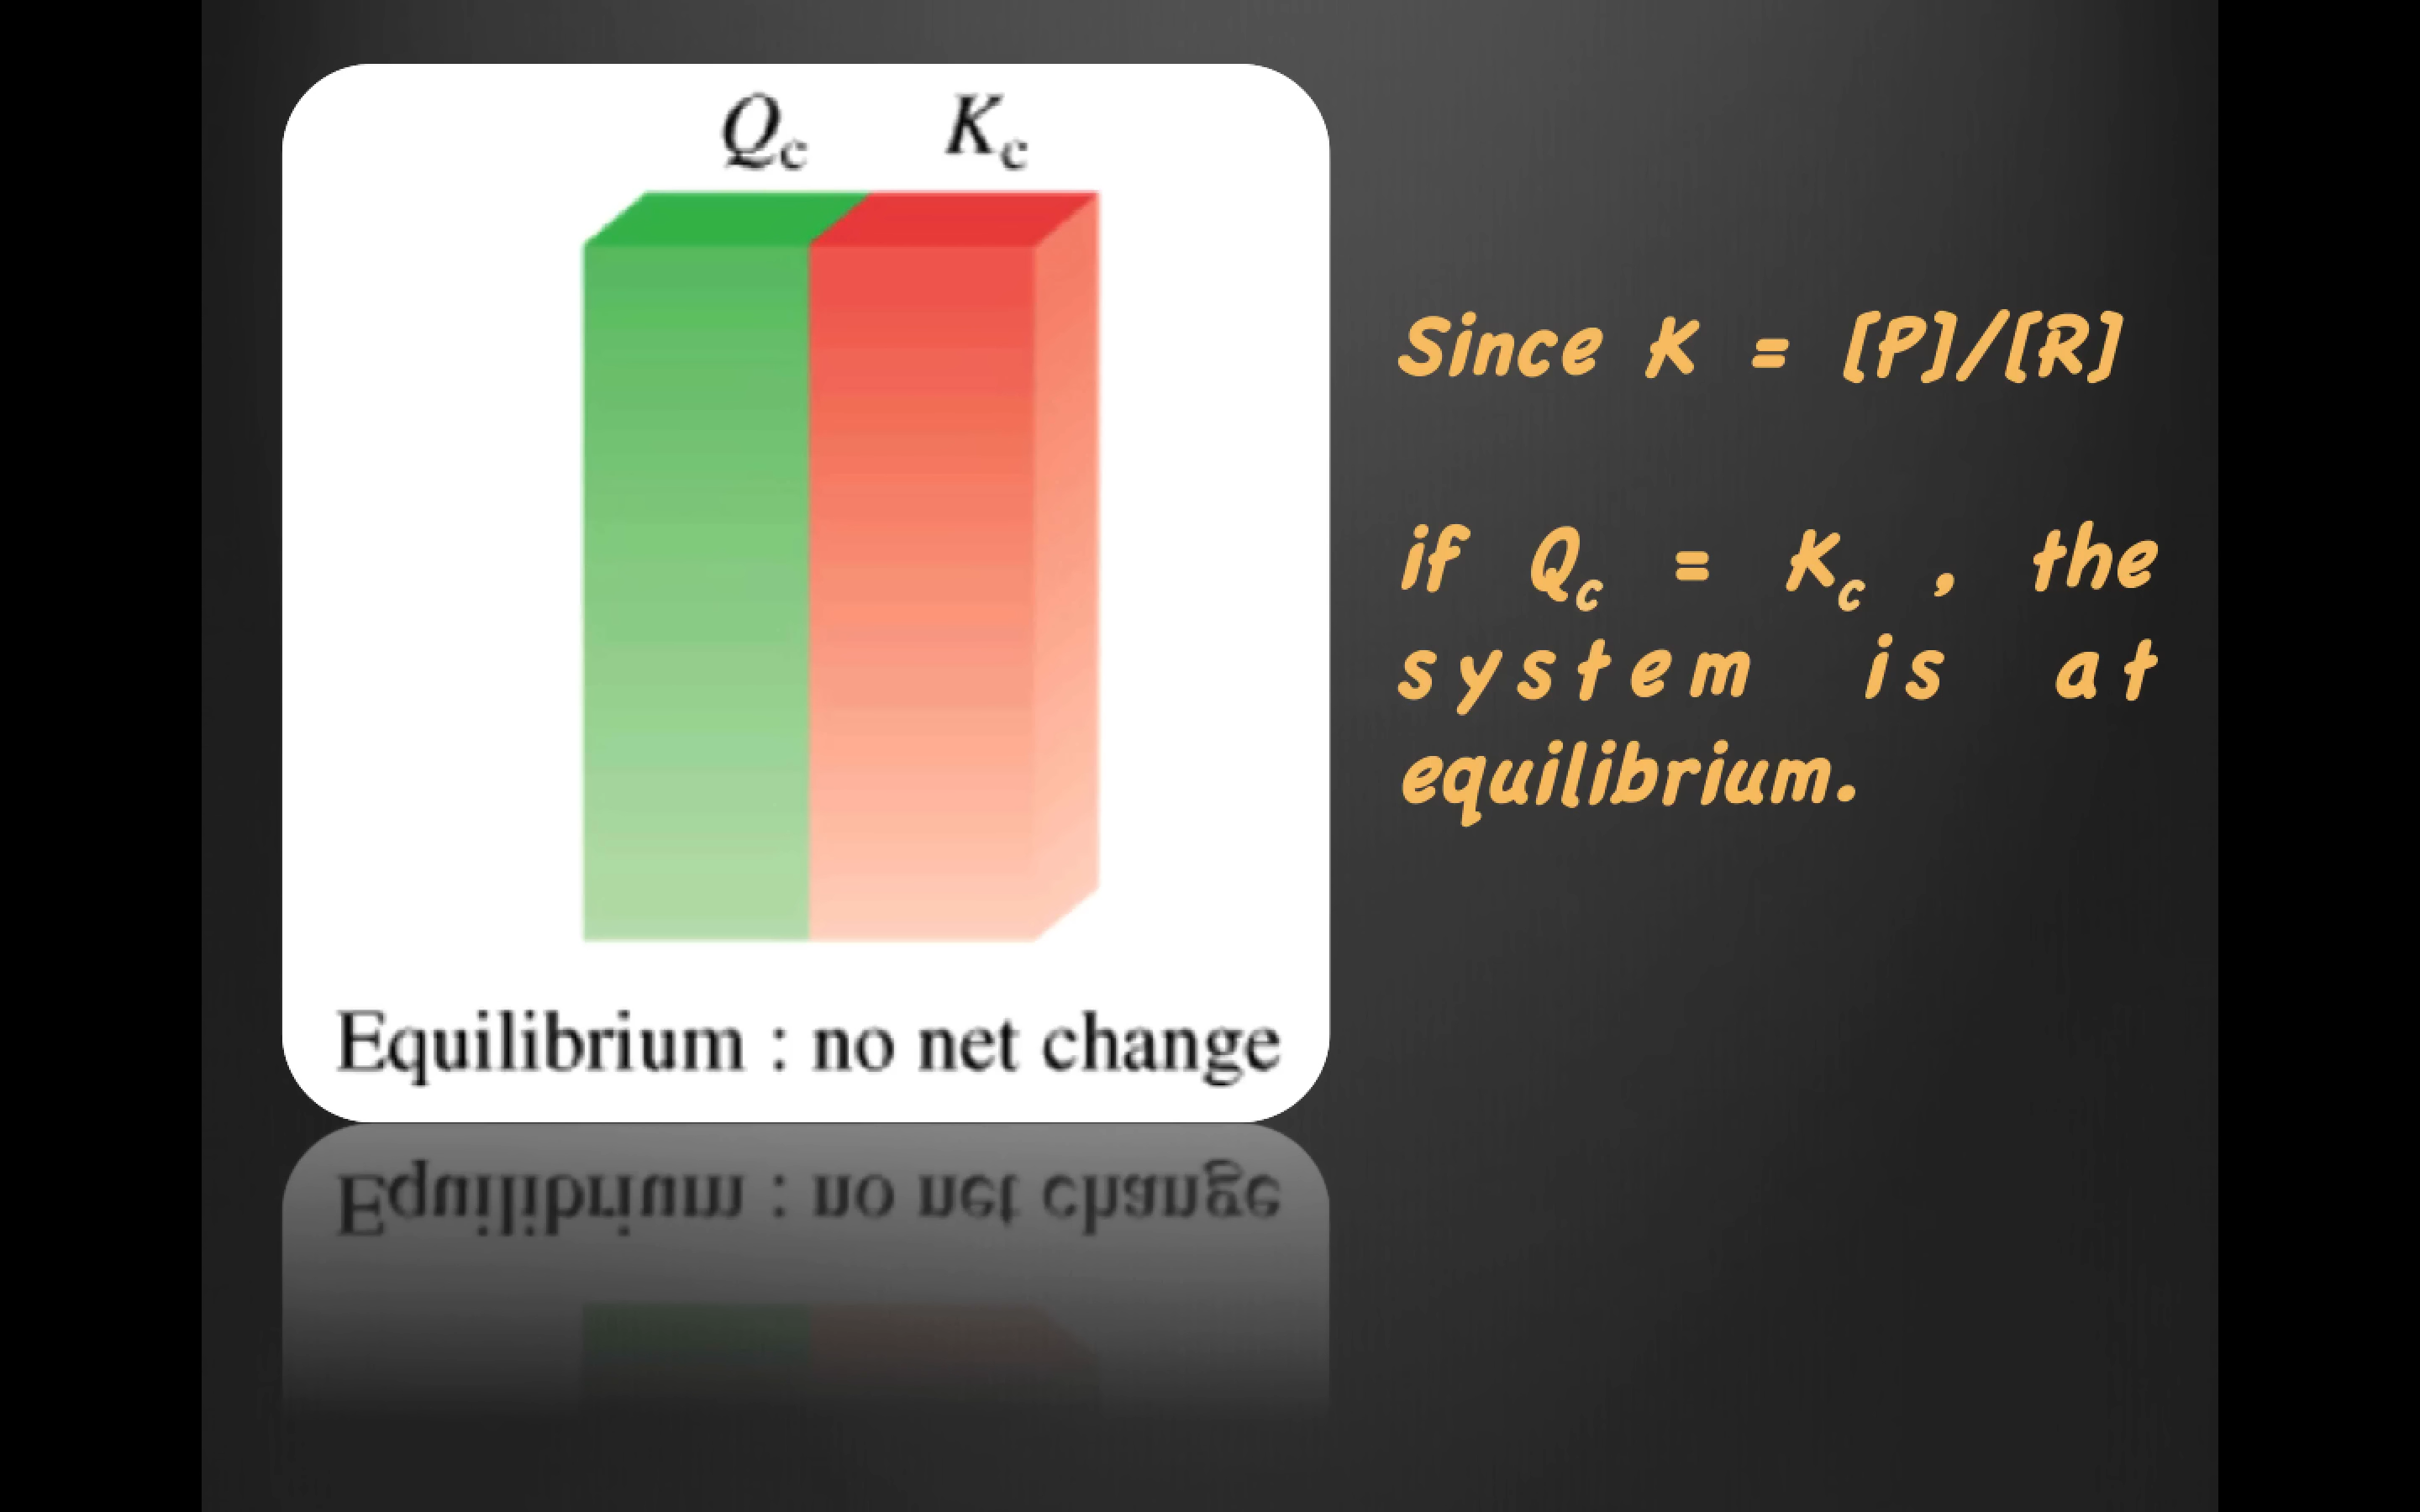 Qc Kc
Equilibrium : no net change
Since K = [P]/[R]
if Qc = Kc , the
system is at
equilibrium.